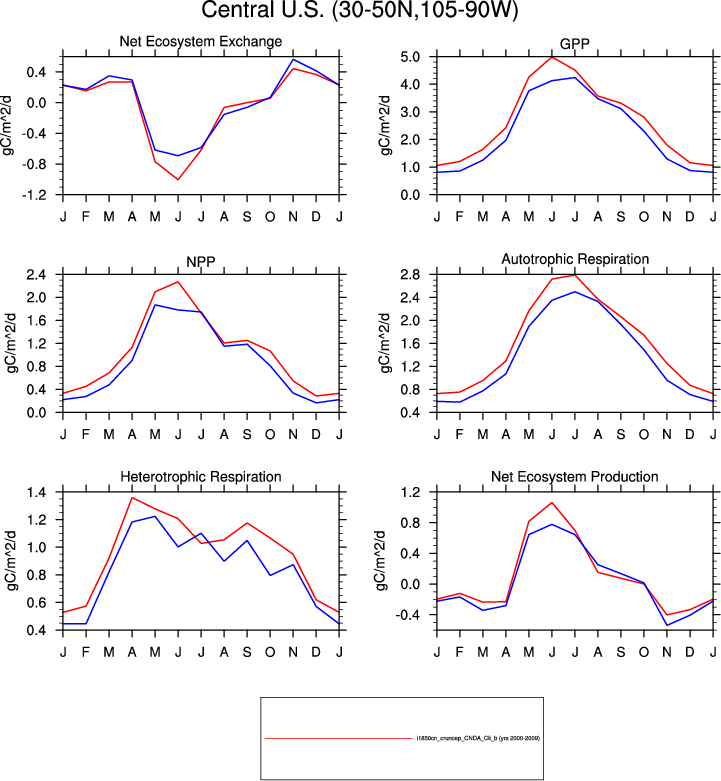 Central U.S. (30-50N,105-90W)
Net Ecosystem Exchange
gC/m^2/d
0.4
0.0
-0.4
-0.8
-1.2
J F M A M J J A S O N D J
GPP
gC/m^2/d
5.0
4.0
3.0
2.0
1.0
0.0
J F M A M J J A S O N D J
NPP
gC/m^2/d
2.4
2.0
1.6
1.2
0.8
0.4
0.0
J F M A M J J A S O N D J
Autotrophic Respiration
gC/m^2/d
2.8
2.4
2.0
1.6
1.2
0.8
0.4
J F M A M J J A S O N D J
Heterotrophic Respiration
gC/m^2/d
1.4
1.2
1.0
0.8
0.6
0.4
J F M A M J J A S O N D J
Net Ecosystem Production
gC/m^2/d
1.2
0.8
0.4
0.0
-0.4
J F M A M J J A S O N D J
i1850cn_cruncep_CNDA_Cli_b (yrs 2000-2009)